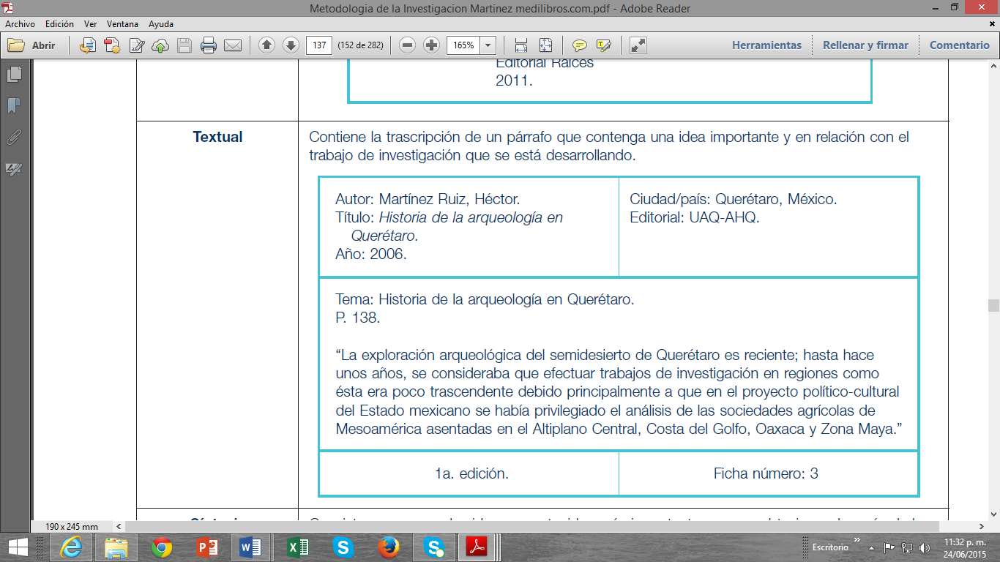 Metodologia de la Investigacion Martinez medilibros.com.pdf - Adobe Reader
Archivo Edición Ver Ventana Ayuda
Abrir 137 (152 de 282) 165% Herramientas Rellenar y firmar Comentario
Editorial Raíces
2011.
Textual
Contiene la trascripción de un párrafo que contenga una idea importante y en relación con el
trabajo de investigación que se está desarrollando.
Autor: Martínez Ruiz, Héctor.
Título: Historia de la arqueología en
Querétaro.
Año: 2006.
Ciudad/país: Querétaro, México.
Editorial: UAQ-AHQ.
Tema: Historia de la arqueología en Querétaro.
P. 138.
“La exploración arqueológica del semidesierto de Querétaro es reciente; hasta hace
unos años, se consideraba que efectuar trabajos de investigación en regiones como
ésta era poco trascendente debido principalmente a que en el proyecto político-cultural
del Estado mexicano se había privilegiado el análisis de las sociedades agrícolas de
Mesoamérica asentadas en el Altiplano Central, Costa del Golfo, Oaxaca y Zona Maya.”
1a. edición.
Ficha número: 3
190 x 245 mm
Escritorio
11:32 p. m.
24/06/2015